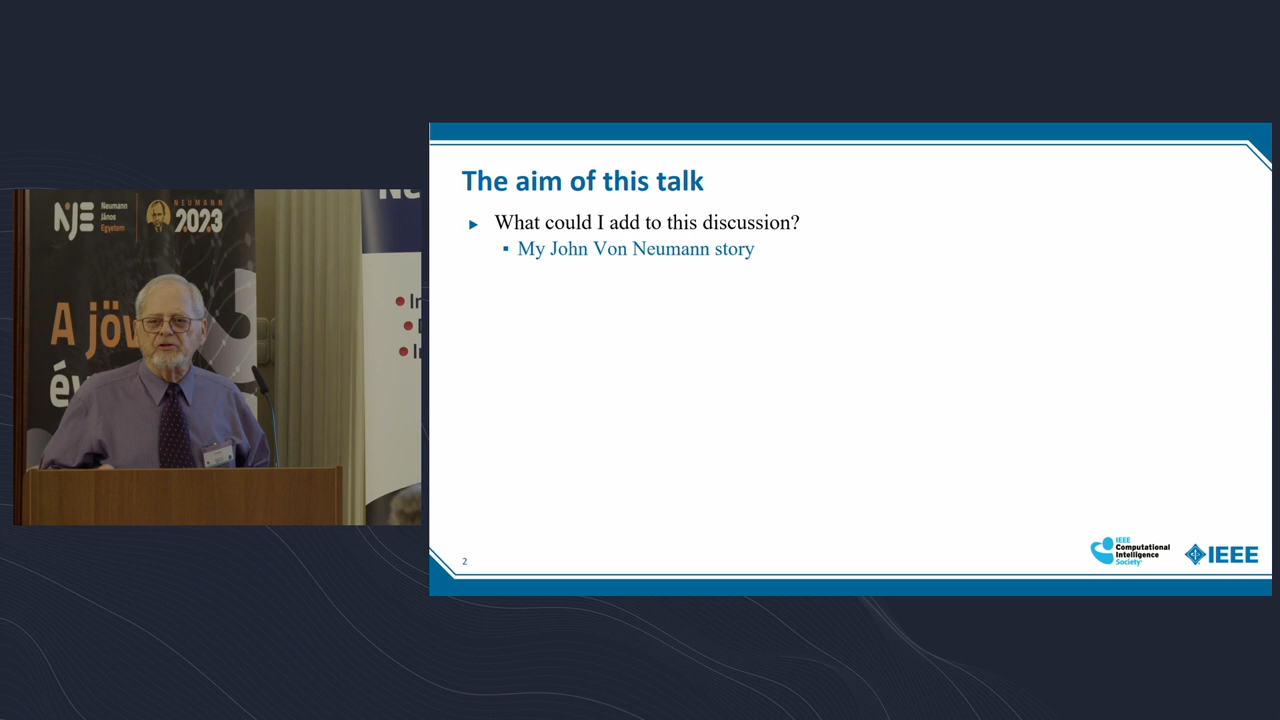 NJE
Neumann
János
Egyetem
NEUMANN
2023
A jöv
év
The aim of this talk
What could I add to this discussion?
My John Von Neumann story
2
IEEE
Computational
Intelligence
Society
IEEE